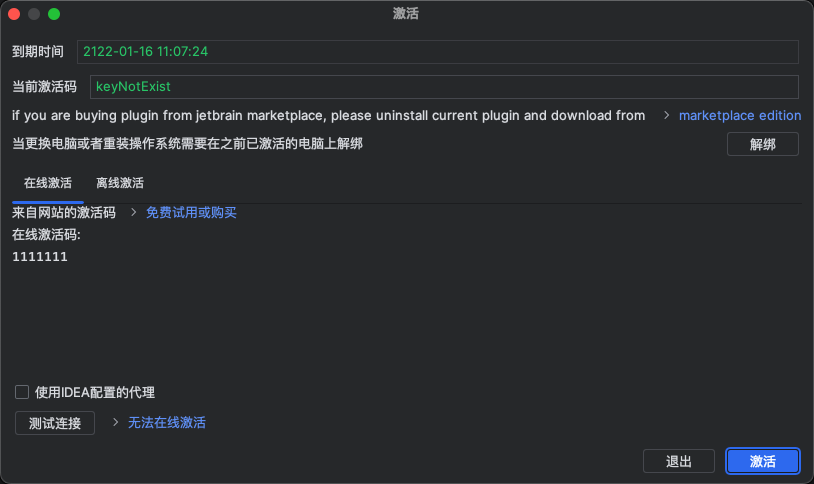 激活
到期时间 2122-01-16 11:07:24
当前激活码 keyNotExist
if you are buying plugin from jetbrain marketplace, please uninstall current plugin and download from > marketplace edition
当更换电脑或者重装操作系统需要在之前已激活的电脑上解绑 解绑
在线激活 离线激活
来自网站的激活码 > 免费试用或购买
在线激活码:
1111111
使用IDEA配置的代理
测试连接 > 无法在线激活
退出 激活